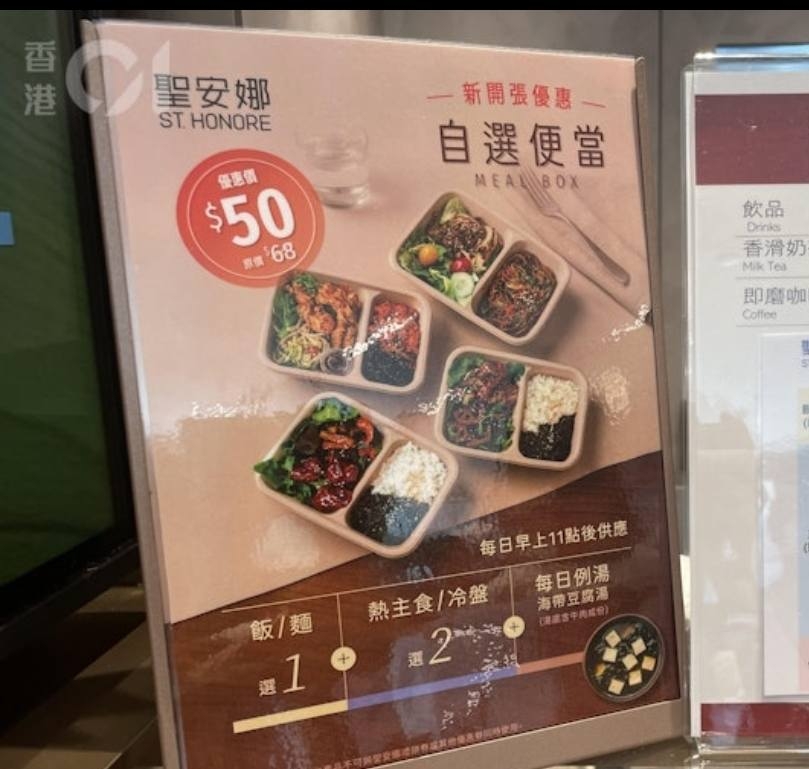 香港 01
聖安娜
ST. HONORE
新開張優惠
自選便當
MEAL BOX
優惠價
$50
原價$68
每日早上11點後供應
飯/麵
選1
+
熱主食/冷盤
選2
+
每日例湯
海帶豆腐湯
飲品
Drinks
香滑奶
Milk Tea
即磨咖
Coffee